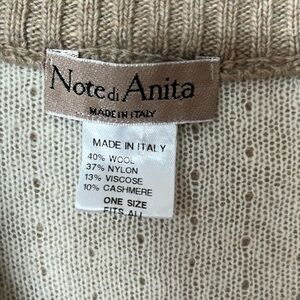 Note di Anita
MADE IN ITALY
MADE IN ITALY
40% WOOL
37% NYLON
13% VISCOSE
10% CASHMERE
ONE SIZE
FITS ALL